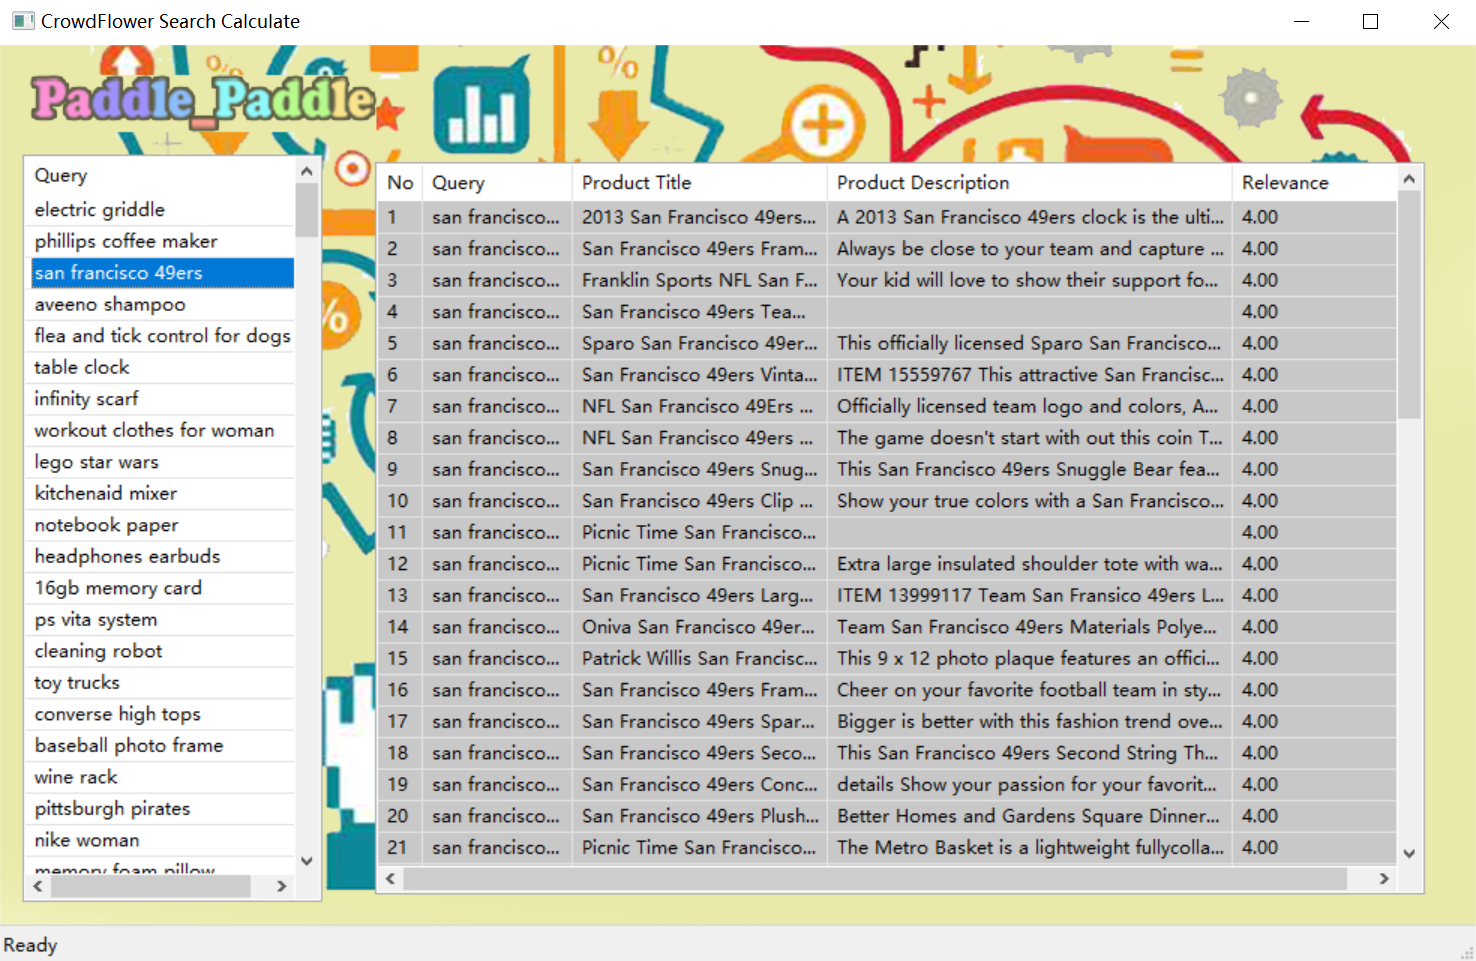 CrowdFlower Search Calculate
Paddle_Paddle
Query
electric griddle
phillips coffee maker
san francisco 49ers
aveeno shampoo
flea and tick control for dogs
table clock
infinity scarf
workout clothes for woman
lego star wars
kitchenaid mixer
notebook paper
headphones earbuds
16gb memory card
ps vita system
cleaning robot
toy trucks
converse high tops
baseball photo frame
wine rack
pittsburgh pirates
nike woman
memory foam pillow
No Query Product Title Product Description Relevance
1 san francisco... 2013 San Francisco 49ers... A 2013 San Francisco 49ers clock is the ulti... 4.00
2 san francisco... San Francisco 49ers Fram... Always be close to your team and capture ... 4.00
3 san francisco... Franklin Sports NFL San F... Your kid will love to show their support fo... 4.00
4 san francisco... San Francisco 49ers Tea... 4.00
5 san francisco... Sparo San Francisco 49er... This officially licensed Sparo San Francisco... 4.00
6 san francisco... San Francisco 49ers Vinta... ITEM 15559767 This attractive San Francisc... 4.00
7 san francisco... NFL San Francisco 49Ers ... Officially licensed team logo and colors, A... 4.00
8 san francisco... NFL San Francisco 49ers ... The game doesn't start with out this coin T... 4.00
9 san francisco... San Francisco 49ers Snug... This San Francisco 49ers Snuggle Bear fea... 4.00
10 san francisco... San Francisco 49ers Clip ... Show your true colors with a San Francisco... 4.00
11 san francisco... Picnic Time San Francisco... 4.00
12 san francisco... Picnic Time San Francisco... Extra large insulated shoulder tote with wa... 4.00
13 san francisco... San Francisco 49ers Larg... ITEM 13999117 Team San Fransico 49ers L... 4.00
14 san francisco... Oniva San Francisco 49er... Team San Francisco 49ers Materials Polye... 4.00
15 san francisco... Patrick Willis San Francisc... This 9 x 12 photo plaque features an offici... 4.00
16 san francisco... San Francisco 49ers Fram... Cheer on your favorite football team in sty... 4.00
17 san francisco... San Francisco 49ers Spar... Bigger is better with this fashion trend ove... 4.00
18 san francisco... San Francisco 49ers Seco... This San Francisco 49ers Second String Th... 4.00
19 san francisco... San Francisco 49ers Conc... details Show your passion for your favorit... 4.00
20 san francisco... San Francisco 49ers Plush... Better Homes and Gardens Square Dinner... 4.00
21 san francisco... Picnic Time San Francisco... The Metro Basket is a lightweight fullycolla... 4.00
Ready